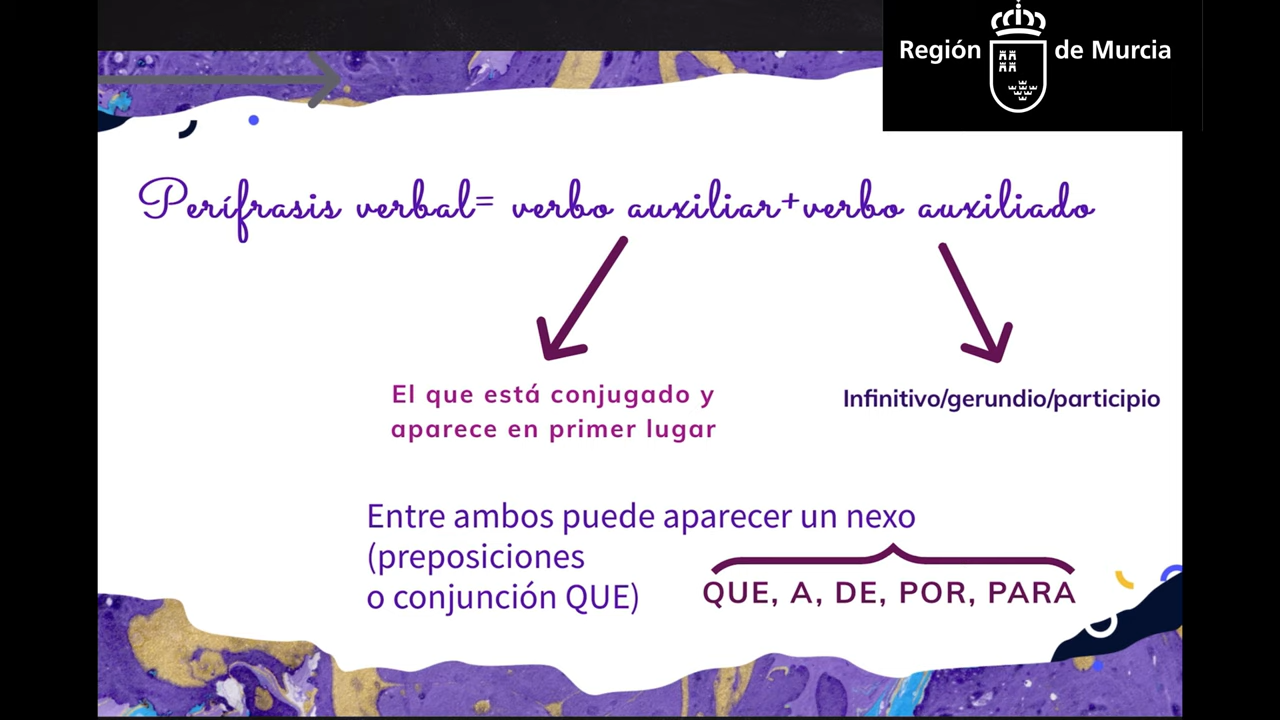 Región de Murcia
Perífrasis verbal= verbo auxiliar+verbo auxiliado
El que está conjugado y
aparece en primer lugar
Infinitivo/gerundio/participio
Entre ambos puede aparecer un nexo
(preposiciones
o conjunción QUE)
QUE, A, DE, POR, PARA